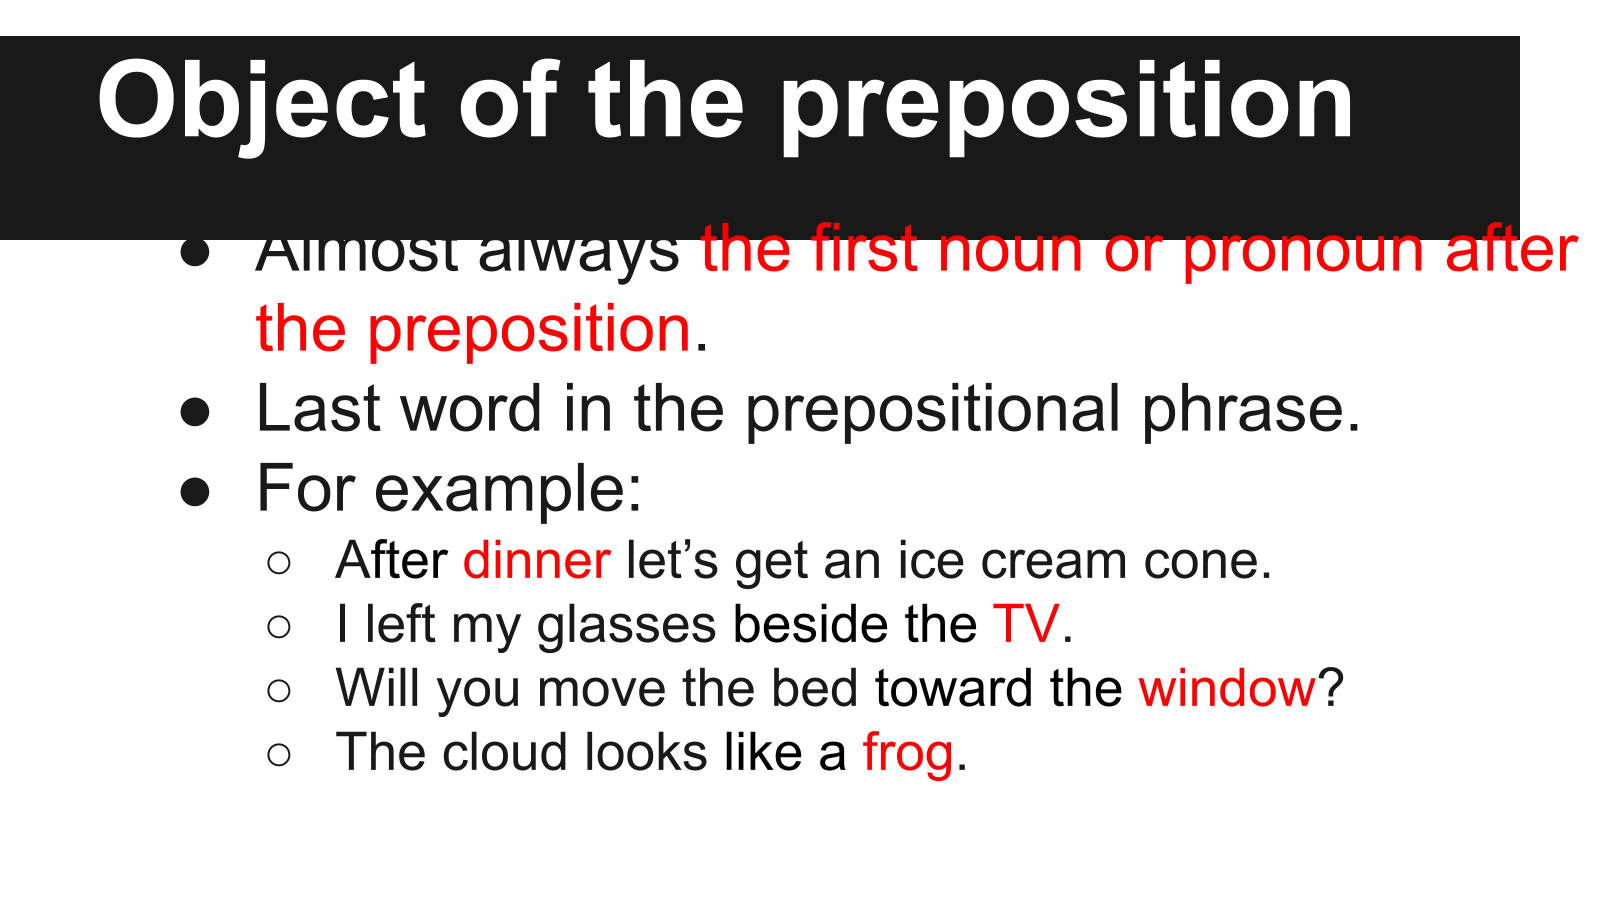 Object of the preposition
● Almost always the first noun or pronoun after
the preposition.
● Last word in the prepositional phrase.
● For example:
○ After dinner let’s get an ice cream cone.
○ I left my glasses beside the TV.
○ Will you move the bed toward the window?
○ The cloud looks like a frog.